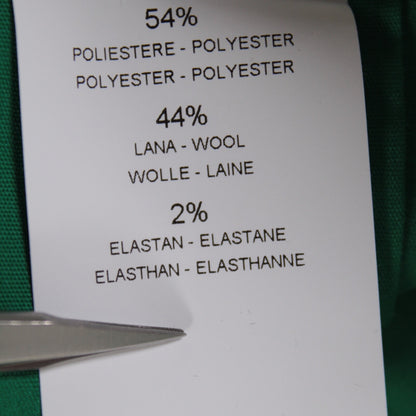 54%
POLIESTERE - POLYESTER
POLYESTER - POLYESTER
44%
LANA - WOOL
WOLLE - LAINE
2%
ELASTAN - ELASTANE
ELASTHAN - ELASTHANNE